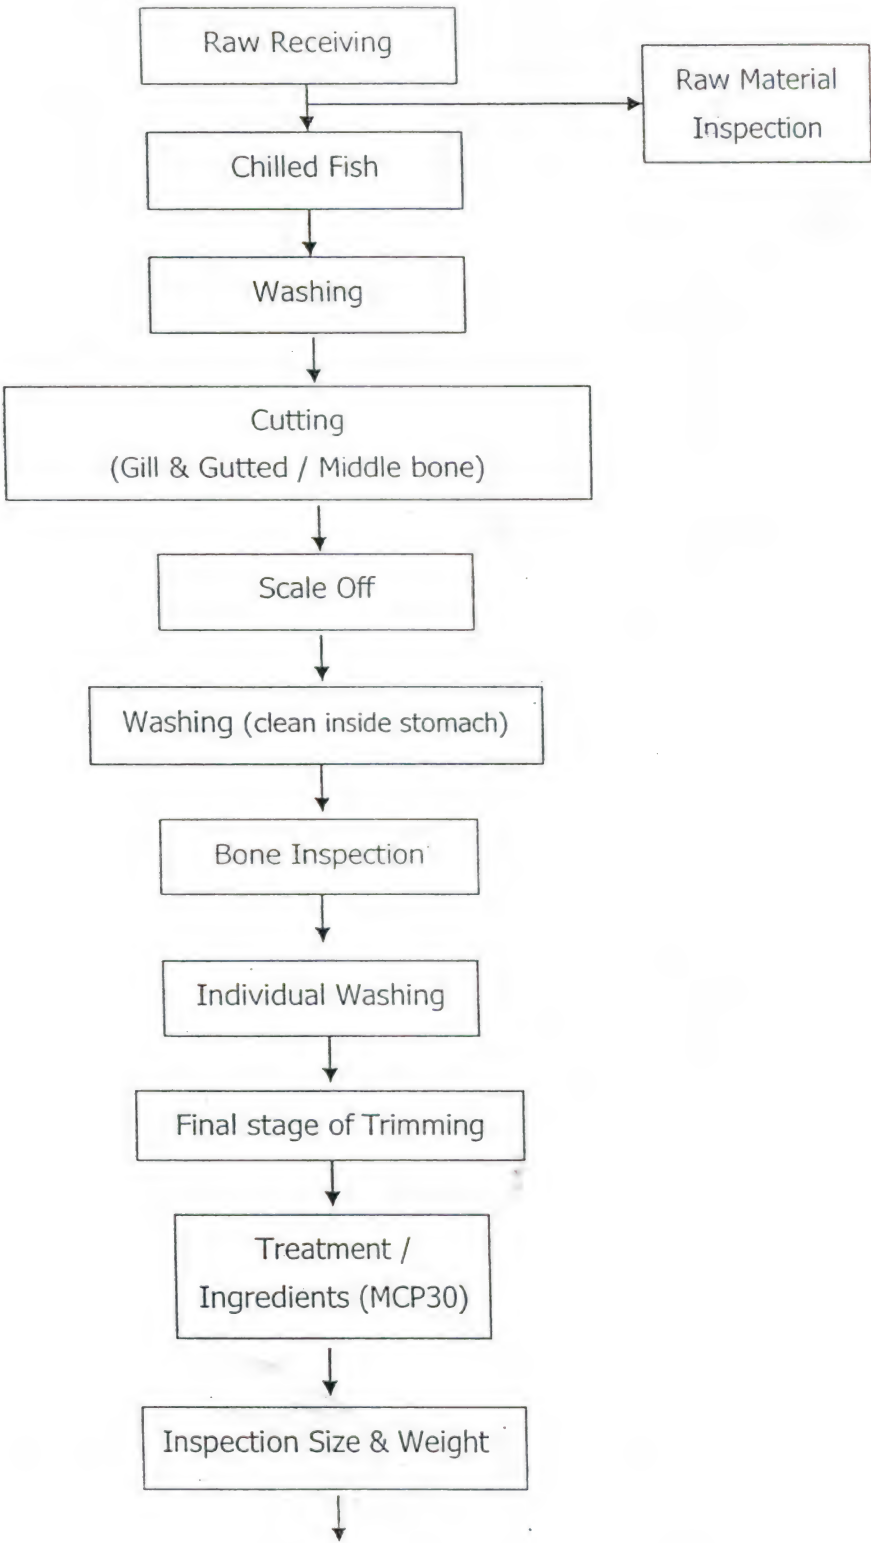 Raw Receiving
Raw Material
Inspection
Chilled Fish
Washing
Cutting
(Gill & Gutted / Middle bone)
Scale Off
Washing (clean inside stomach)
Bone Inspection
Individual Washing
Final stage of Trimming
Treatment /
Ingredients (MCP30)
Inspection Size & Weight